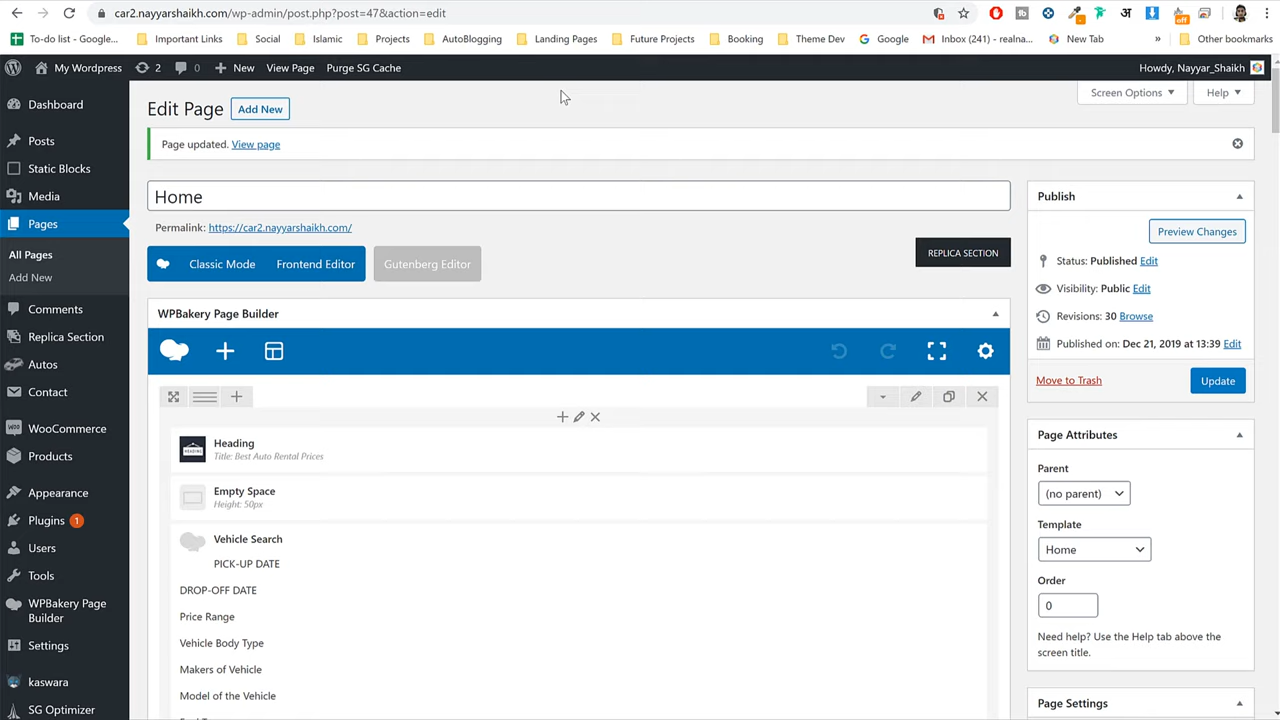 car2.nayyarshaikh.com/wp-admin/post.php?post=47&action=edit
अ
off
To-do list - Google...
Important Links
Social
Islamic
Projects
AutoBlogging
Landing Pages
Future Projects
Booking
Theme Dev
Google
Inbox (241) - realna...
New Tab
»
Other bookmarks
My Wordpress
2
0
+ New
View Page
Purge SG Cache
Howdy, Nayyar_Shaikh
Dashboard
Posts
Static Blocks
Media
Pages
All Pages
Add New
Comments
Replica Section
Autos
Contact
WooCommerce
Products
Appearance
Plugins 1
Users
Tools
WPBakery Page
Builder
Settings
kaswara
SG Optimizer
Edit Page
Add New
Screen Options
Help
Page updated. View page
Home
Permalink: https://car2.nayyarshaikh.com/
Classic Mode
Frontend Editor
Gutenberg Editor
REPLICA SECTION
WPBakery Page Builder
Heading
Title: Best Auto Rental Prices
Empty Space
Height: 50px
Vehicle Search
PICK-UP DATE
DROP-OFF DATE
Price Range
Vehicle Body Type
Makers of Vehicle
Model of the Vehicle
Publish
Preview Changes
Status: Published Edit
Visibility: Public Edit
Revisions: 30 Browse
Published on: Dec 21, 2019 at 13:39 Edit
Move to Trash
Update
Page Attributes
Parent
(no parent)
Template
Home
Order
0
Need help? Use the Help tab above the
screen title.
Page Settings